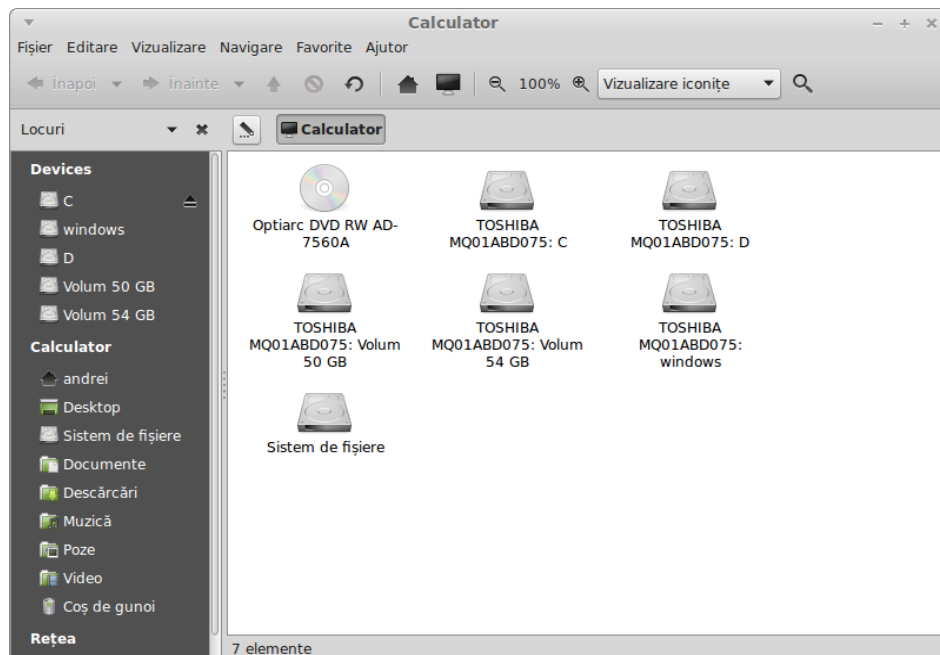 Calculator
Fișier Editare Vizualizare Navigare Favorite Ajutor
Înapoi Înainte 100% Vizualizare iconițe
Locuri Calculator
Devices
C
windows
D
Volum 50 GB
Volum 54 GB
Calculator
andrei
Desktop
Sistem de fișiere
Documente
Descărcări
Muzică
Poze
Video
Coș de gunoi
Rețea
Optiarc DVD RW AD-
7560A
TOSHIBA
MQ01ABD075: C
TOSHIBA
MQ01ABD075: D
TOSHIBA
MQ01ABD075: Volum
50 GB
TOSHIBA
MQ01ABD075: Volum
54 GB
TOSHIBA
MQ01ABD075:
windows
Sistem de fișiere
7 elemente